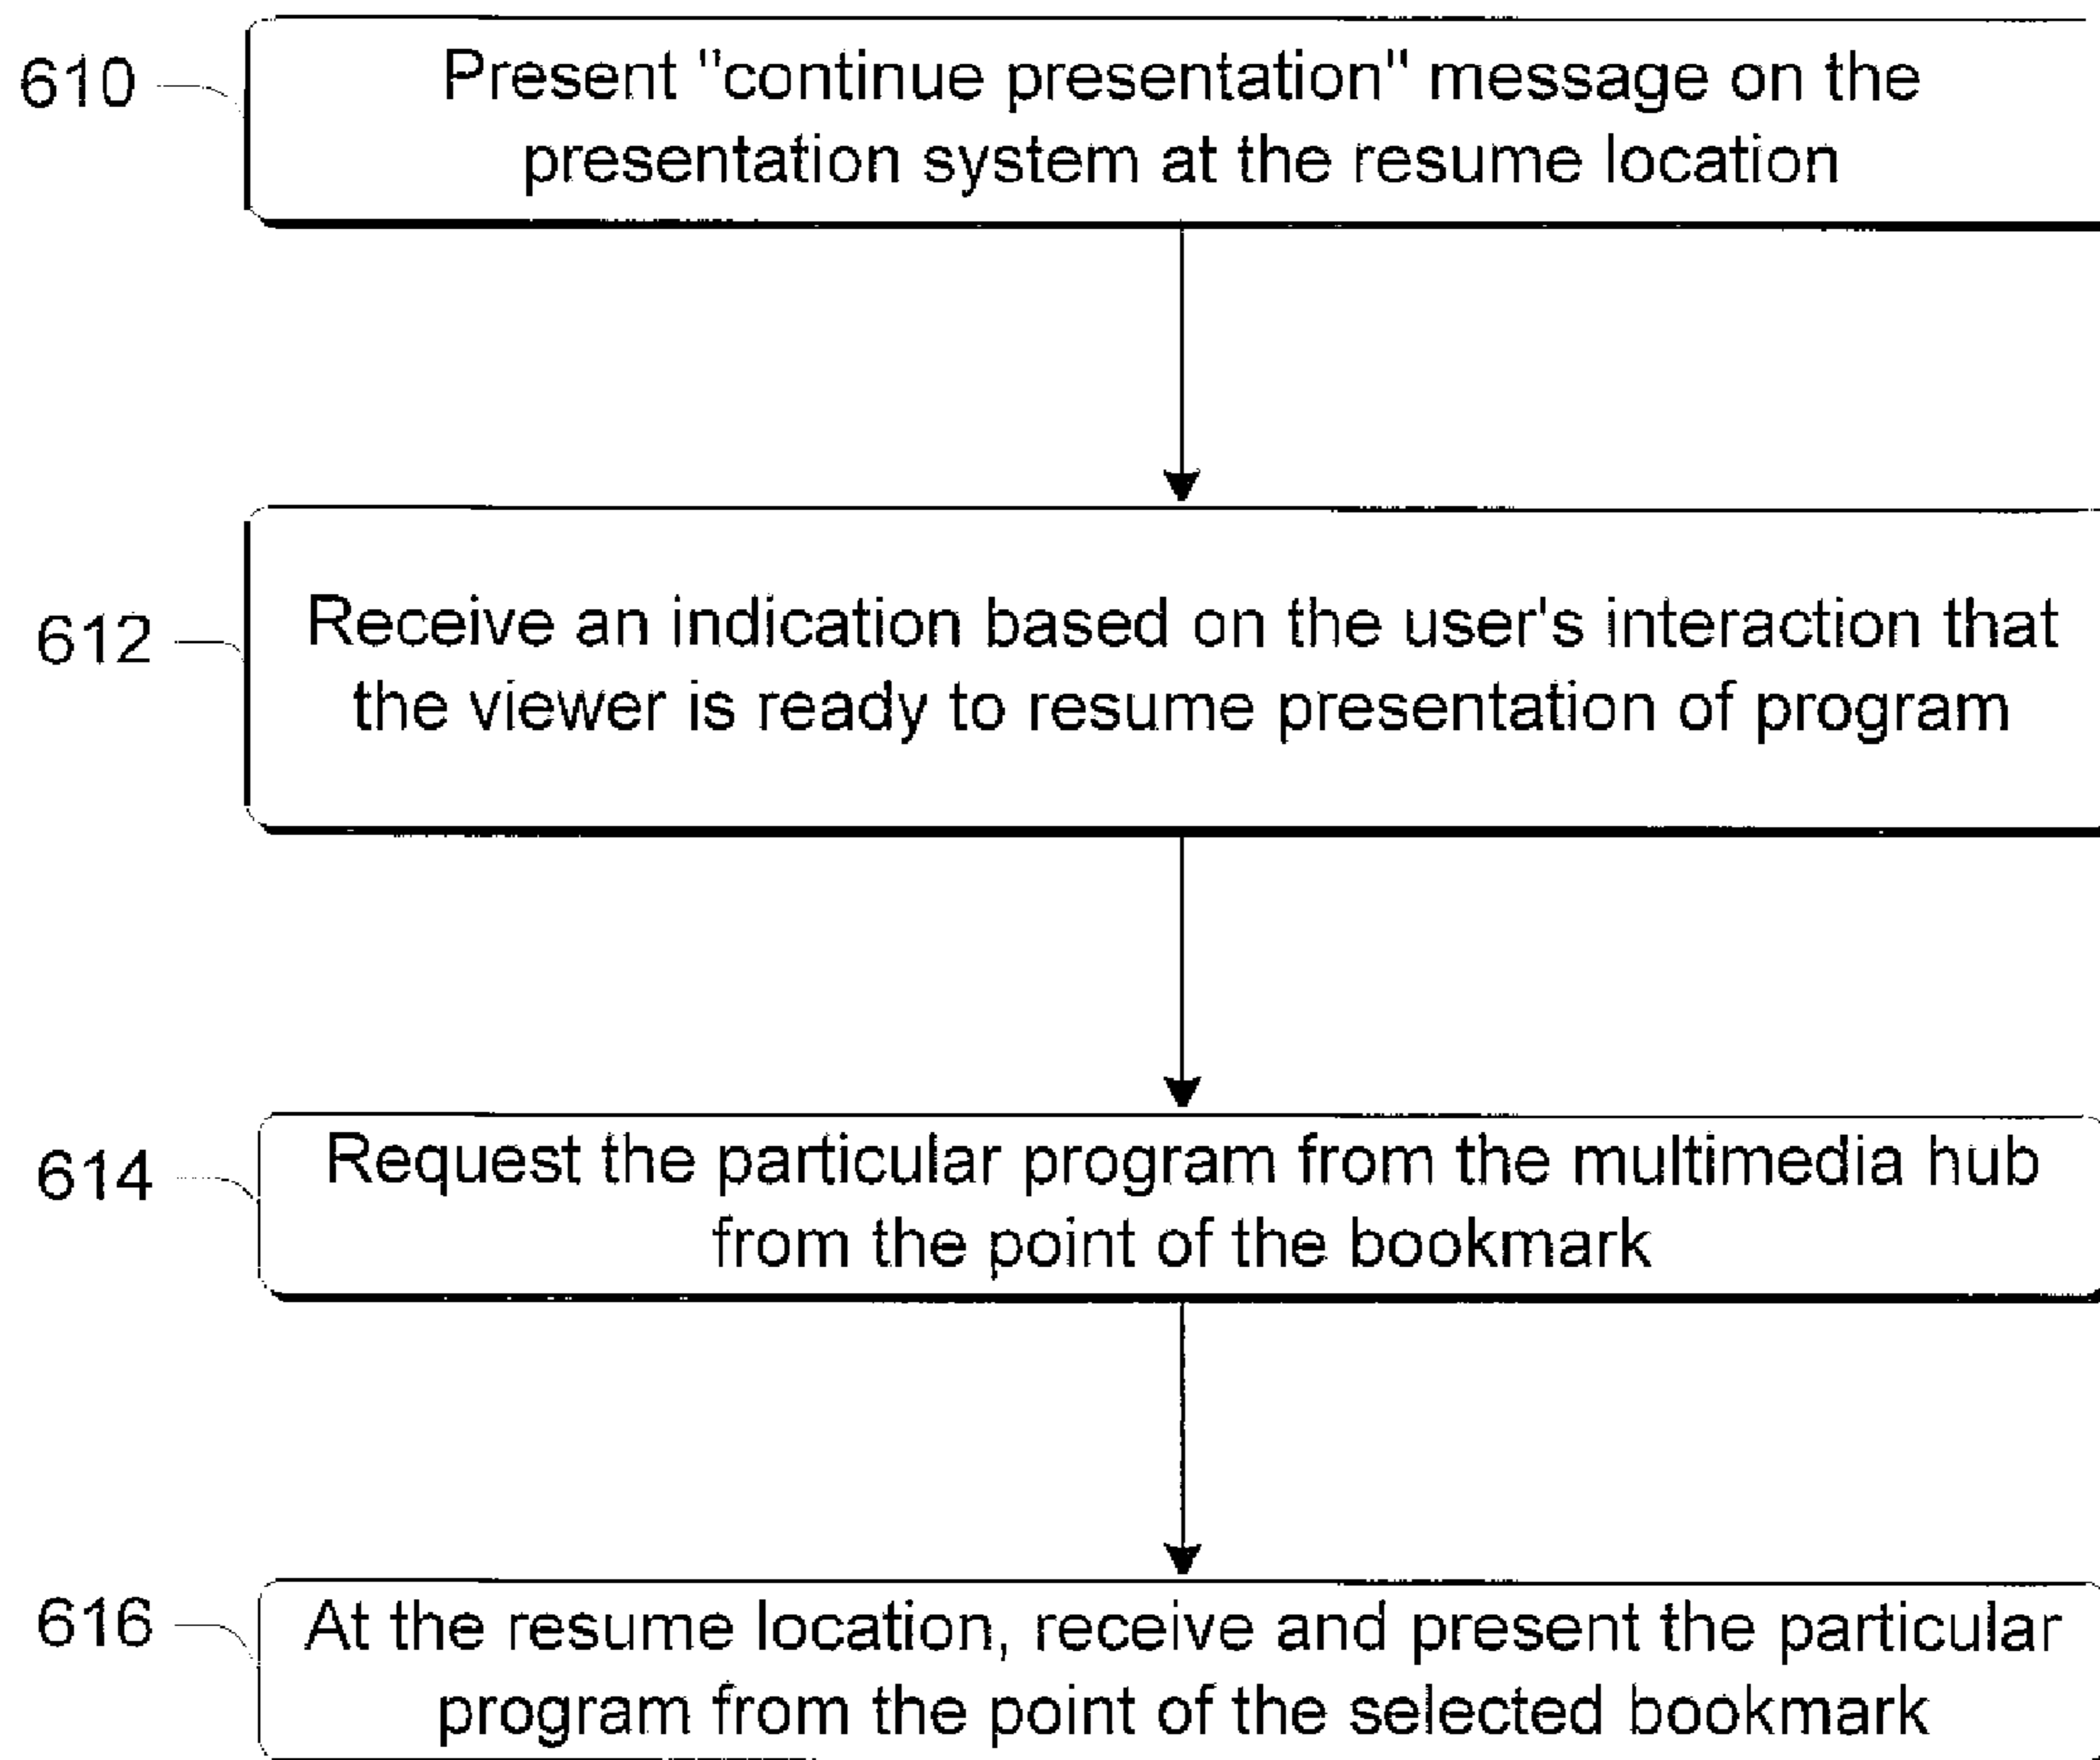 610
Present "continue presentation" message on the
presentation system at the resume location
612
Receive an indication based on the user's interaction that
the viewer is ready to resume presentation of program
614
Request the particular program from the multimedia hub
from the point of the bookmark
616
At the resume location, receive and present the particular
program from the point of the selected bookmark